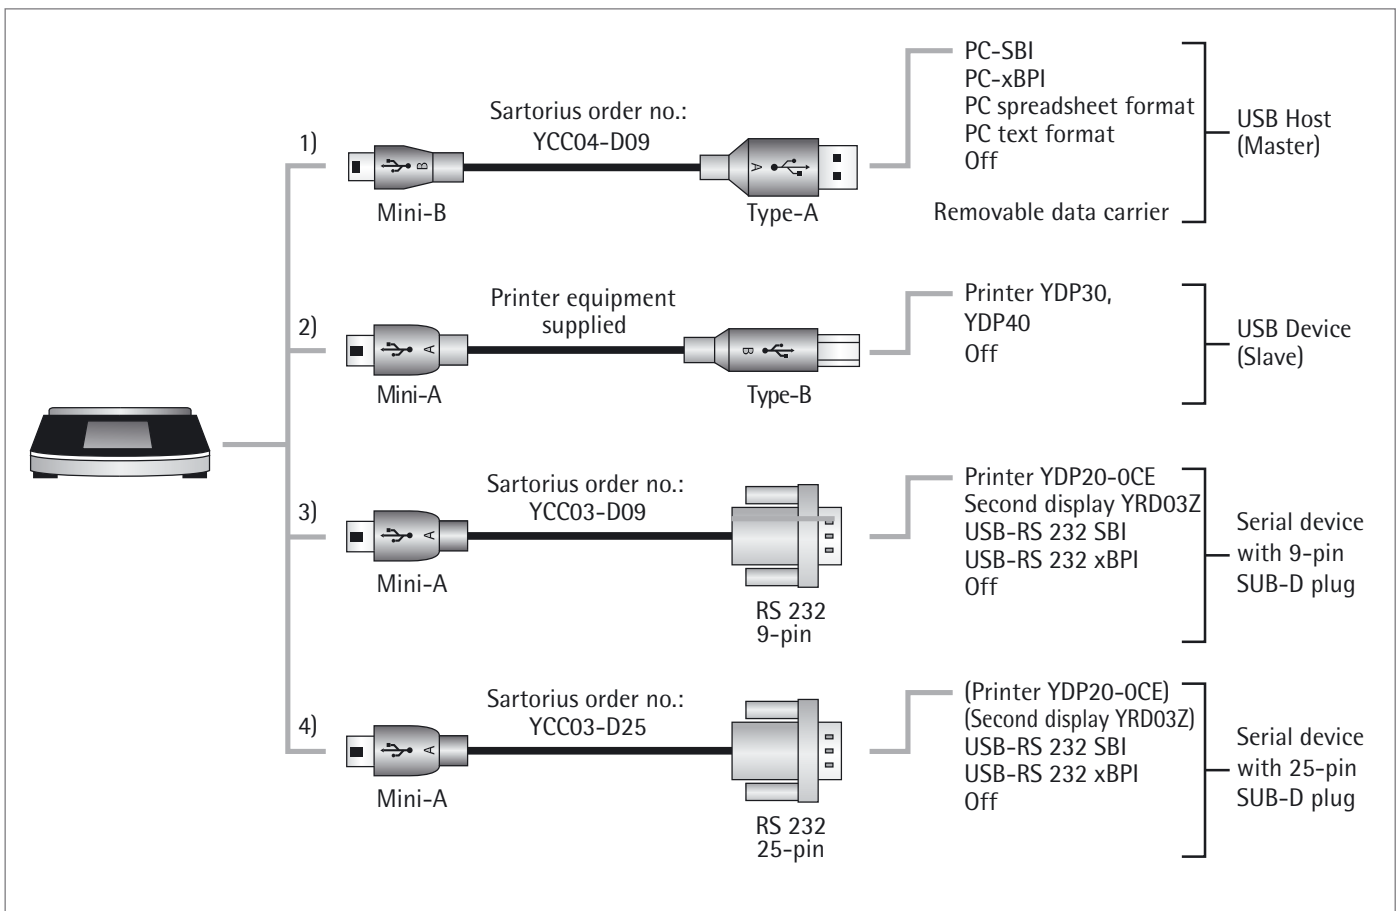 1)
Sartorius order no.:
YCC04-D09
B
A
Mini-B
Type-A
PC-SBI
PC-xBPI
PC spreadsheet format
PC text format
Off
Removable data carrier
USB Host
(Master)
2)
Printer equipment
supplied
A
B
Mini-A
Type-B
Printer YDP30,
YDP40
Off
USB Device
(Slave)
3)
Sartorius order no.:
YCC03-D09
A
Mini-A
RS 232
9-pin
Printer YDP20-0CE
Second display YRD03Z
USB-RS 232 SBI
USB-RS 232 xBPI
Off
Serial device
with 9-pin
SUB-D plug
4)
Sartorius order no.:
YCC03-D25
A
Mini-A
RS 232
25-pin
(Printer YDP20-0CE)
(Second display YRD03Z)
USB-RS 232 SBI
USB-RS 232 xBPI
Off
Serial device
with 25-pin
SUB-D plug